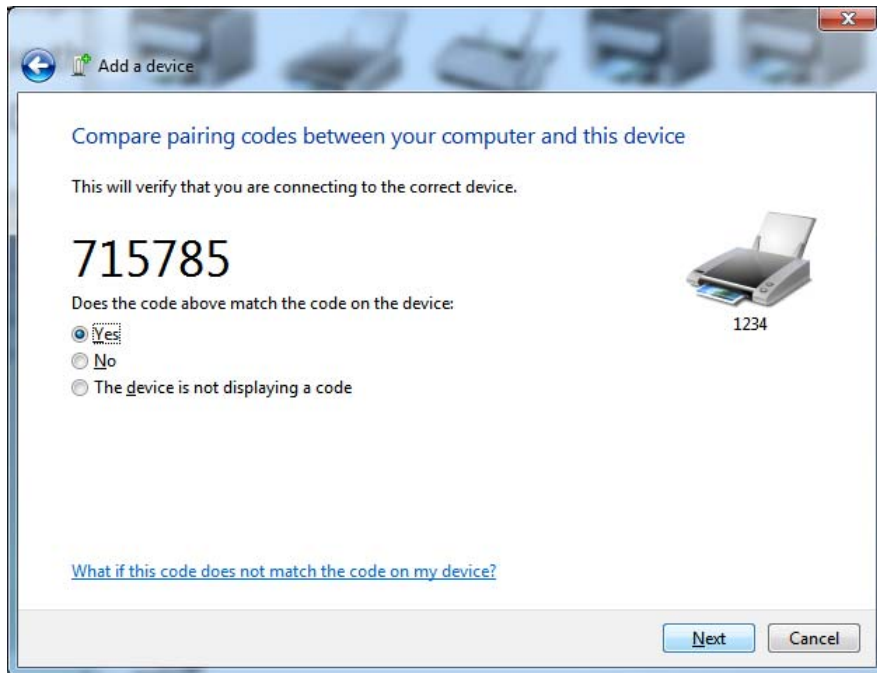 Add a device
Compare pairing codes between your computer and this device
This will verify that you are connecting to the correct device.
715785
Does the code above match the code on the device:
Yes
No
The device is not displaying a code
1234
What if this code does not match the code on my device?
Next
Cancel